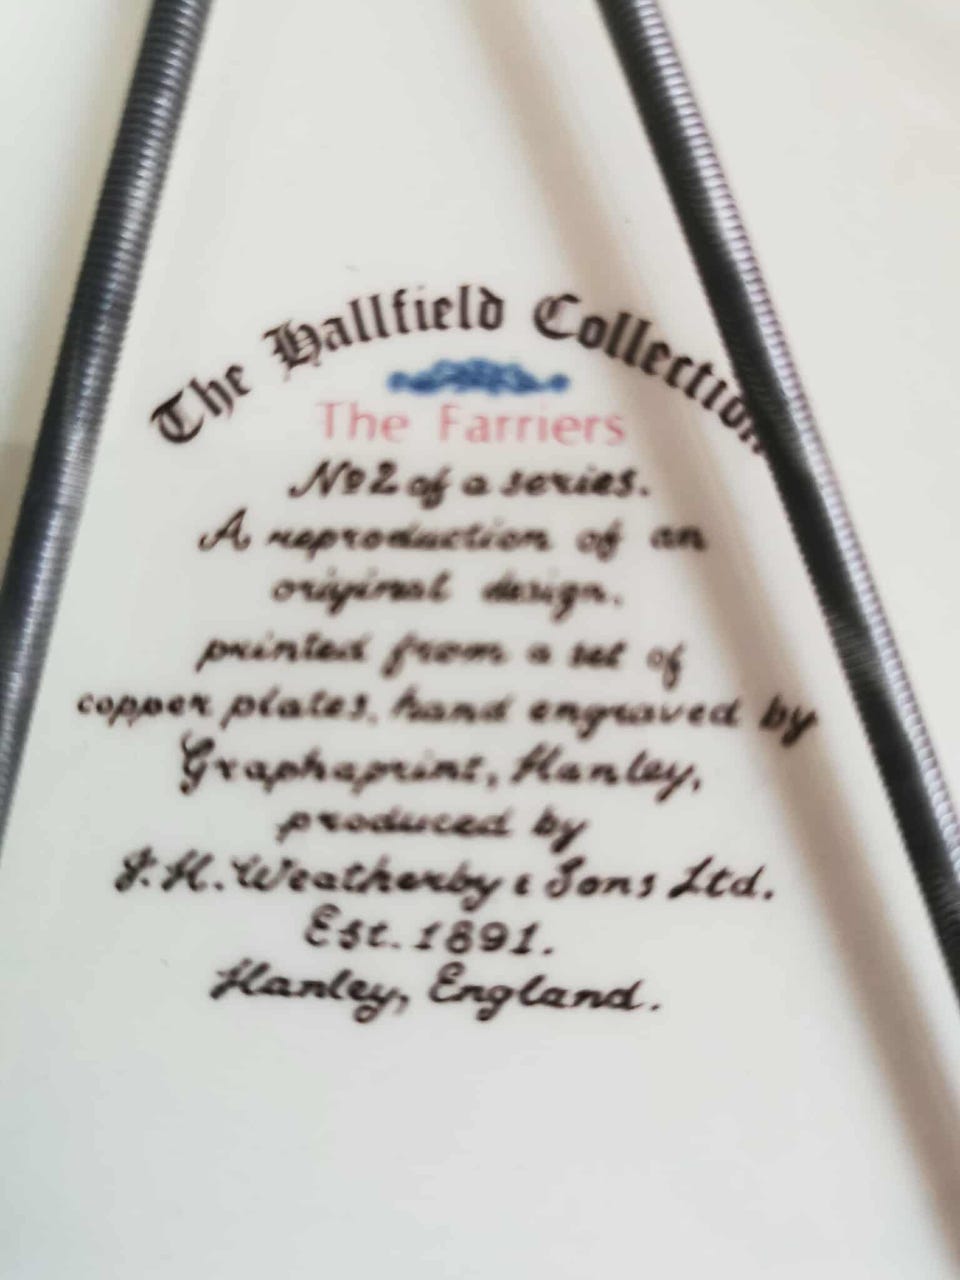 The Hallfield Collection
The Farriers
No2 of a series.
A reproduction of an
original design.
printed from a set of
copper plates, hand engraved by
Graphaprint, Hanley,
produced by
J.H. Weatherby & Sons Ltd.
Est. 1891.
Hanley, England.